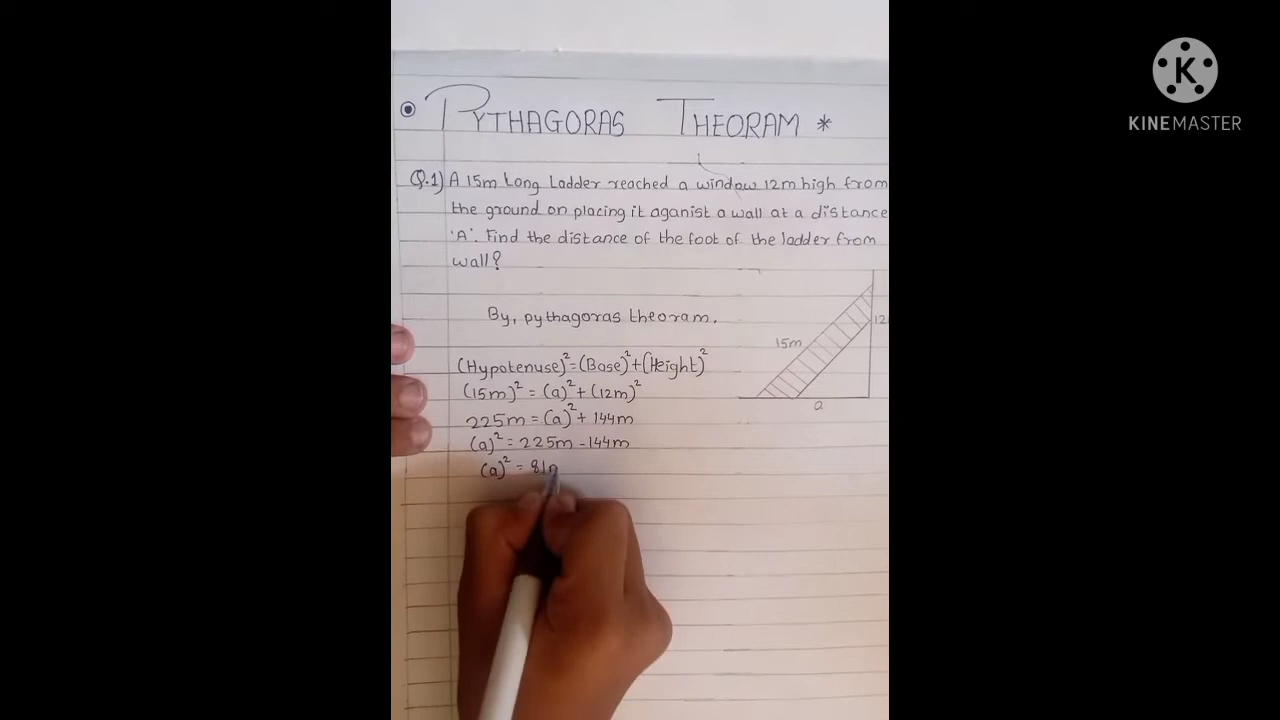 K
KINEMASTER
PYTHAGORAS THEORAM *
Q.1) A 15m Long Ladder reached a window 12m high from
the ground on placing it aganist a wall at a distance
'A'. Find the distance of the foot of the ladder from
wall?
By, pythagoras theoram.
(Hypotenuse)² = (Base)² + (Height)²
(15m)² = (a)² + (12m)²
225m = (a)² + 144m
(a)² = 225m - 144m
(a)² = 81
15m
12
a